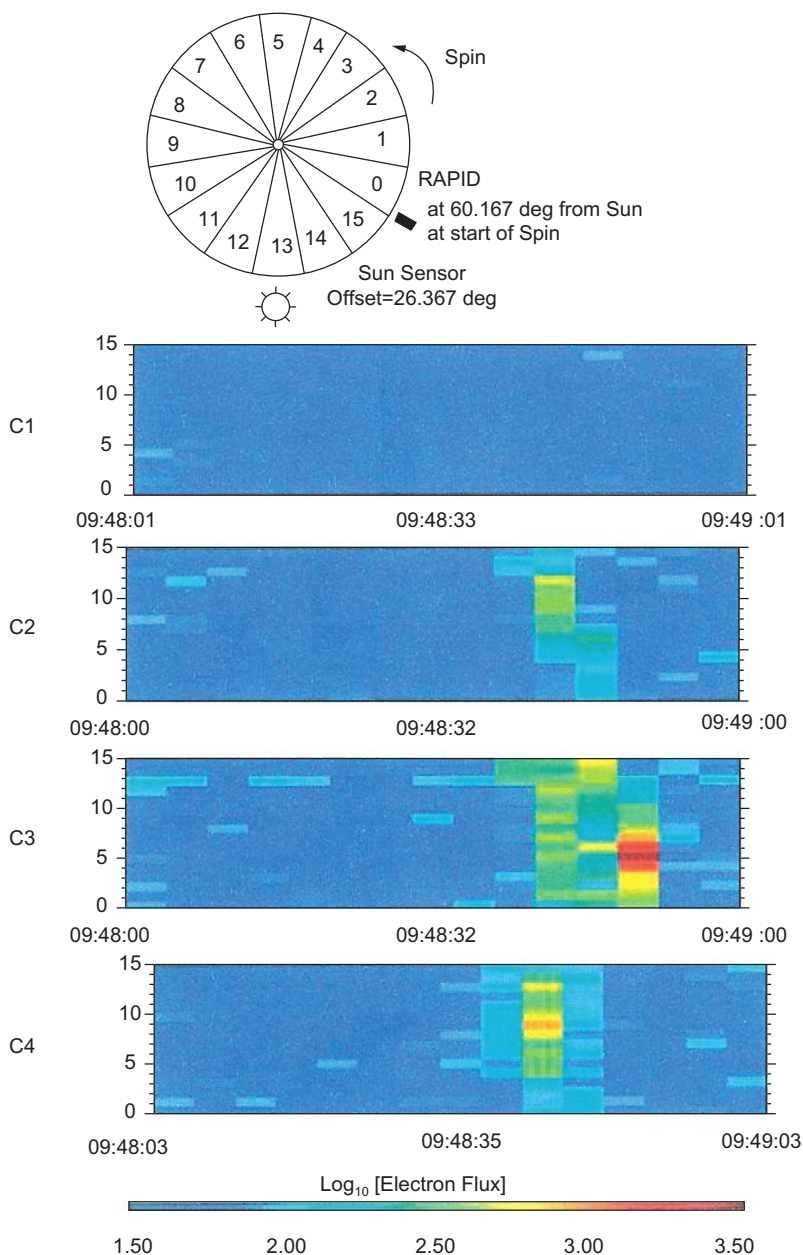 6 5 4
7 3 Spin
8 2
9 1
10 0 RAPID
11 15 at 60.167 deg from Sun
12 13 14 at start of Spin
Sun Sensor
Offset=26.367 deg
15
10
C1
5
0
09:48:01 09:48:33 09:49 :01
15
10
C2
5
0
09:48:00 09:48:32 09:49 :00
15
10
C3
5
0
09:48:00 09:48:32 09:49 :00
15
10
C4
5
0
09:48:03 09:48:35 09:49:03
Log10 [Electron Flux]
1.50 2.00 2.50 3.00 3.50